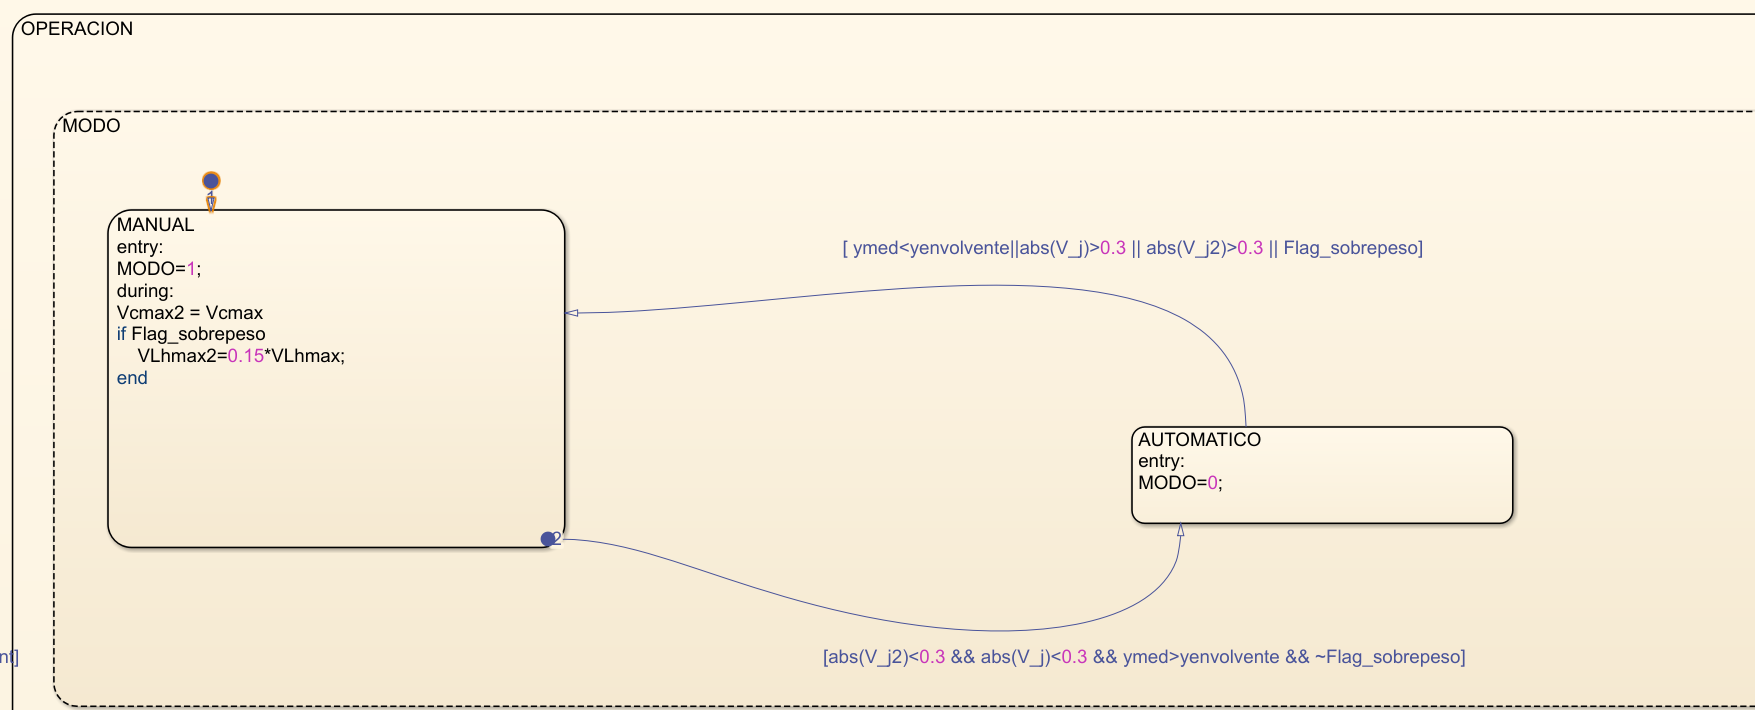 OPERACION
MODO
1
MANUAL
entry:
MODO=1;
during:
Vcmax2 = Vcmax
if Flag_sobrepeso
VLhmax2=0.15*VLhmax;
end
[ ymed<yenvolvente||abs(V_j)>0.3 || abs(V_j2)>0.3 || Flag_sobrepeso]
AUTOMATICO
entry:
MODO=0;
2
nt]
[abs(V_j2)<0.3 && abs(V_j)<0.3 && ymed>yenvolvente && ~Flag_sobrepeso]